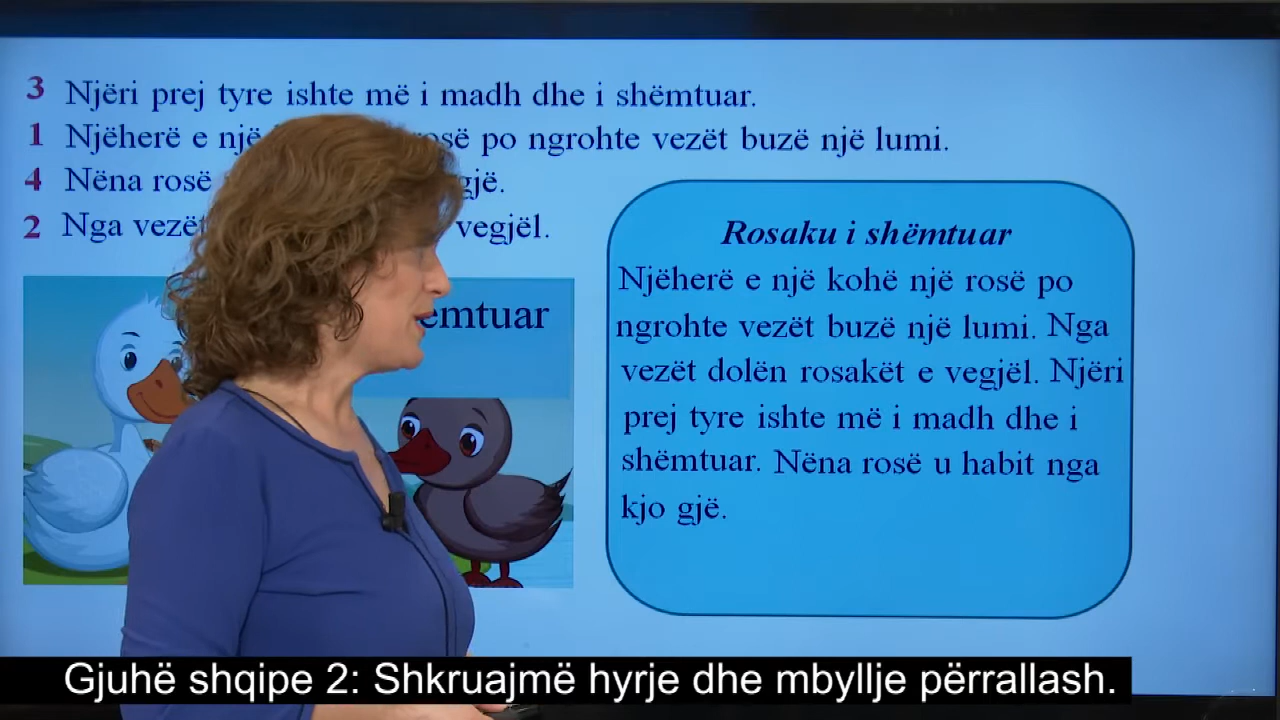 3 Njëri prej tyre ishte më i madh dhe i shëmtuar.
1 Njëherë e një rosë po ngrohte vezët buzë një lumi.
4 Nëna rosë gjë.
2 Nga vezët vegjël.
Rosaku i shëmtuar
Njëherë e një kohë një rosë po
ngrohte vezët buzë një lumi. Nga
vezët dolën rosakët e vegjël. Njëri
prej tyre ishte më i madh dhe i
shëmtuar. Nëna rosë u habit nga
kjo gjë.
Gjuhë shqipe 2: Shkruajmë hyrje dhe mbyllje përrallash.